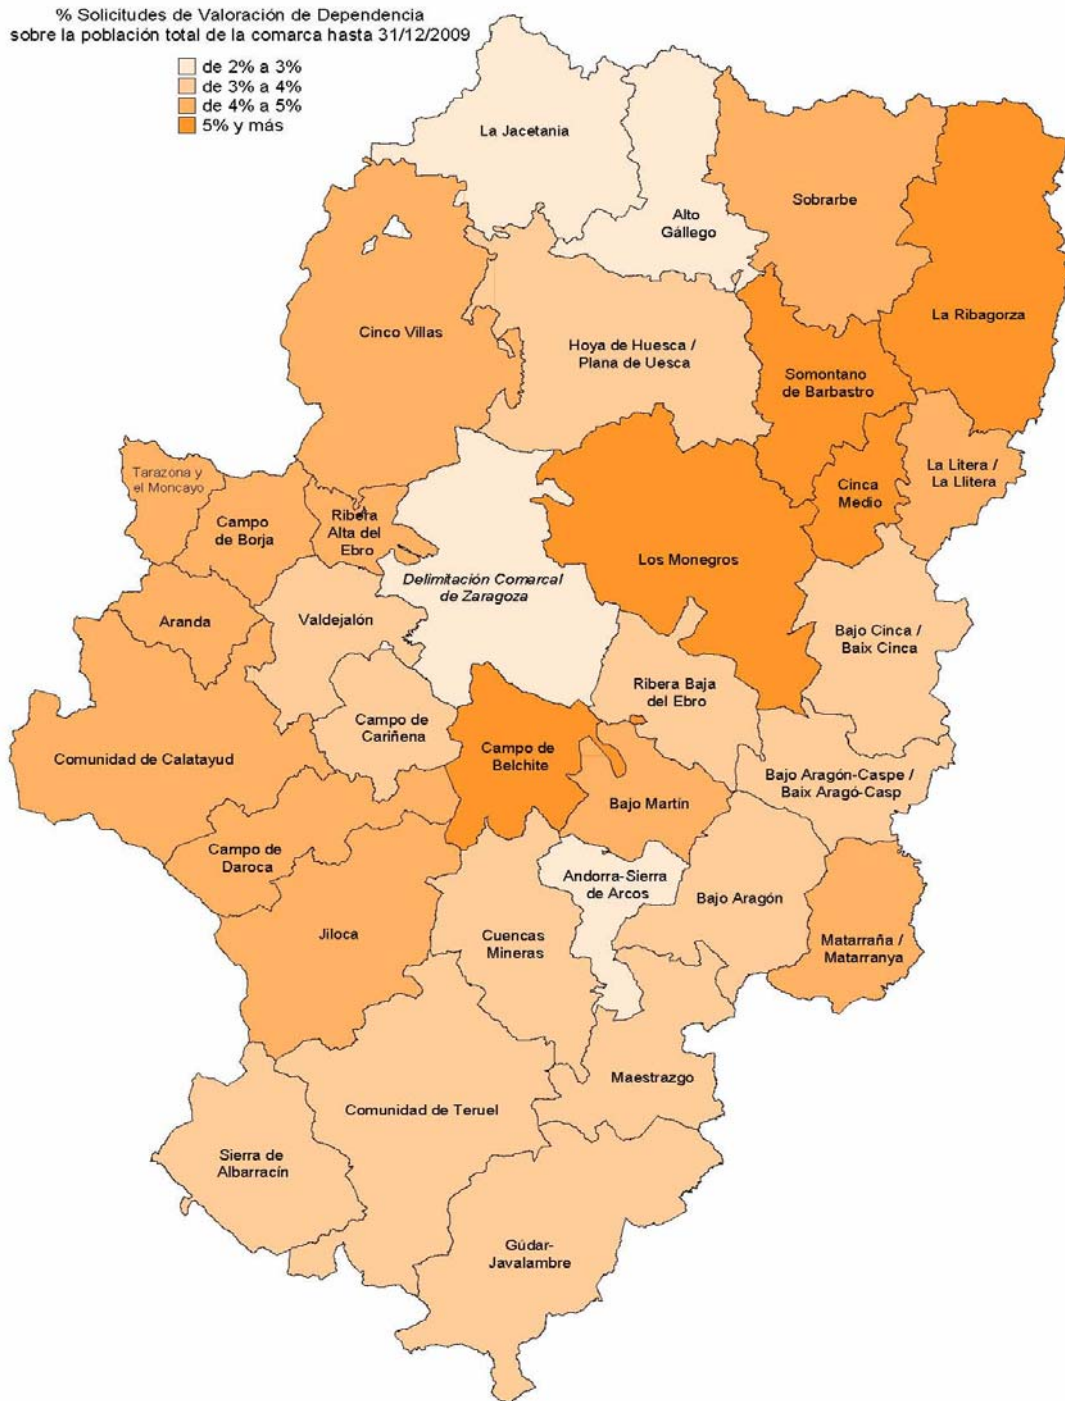 % Solicitudes de Valoración de Dependencia
sobre la población total de la comarca hasta 31/12/2009
de 2% a 3%
de 3% a 4%
de 4% a 5%
5% y más
La Jacetania
Alto
Gállego
Sobrarbe
La Ribagorza
Cinco Villas
Hoya de Huesca /
Plana de Uesca
Somontano
de Barbastro
Tarazona y
el Moncayo
Campo
de Borja
Ribera
Alta del
Ebro
La Litera /
La Llitera
Cinca
Medio
Los Monegros
Delimitación Comarcal
de Zaragoza
Aranda
Valdejalón
Bajo Cinca /
Baix Cinca
Ribera Baja
del Ebro
Campo de
Cariñena
Comunidad de Calatayud
Campo de
Belchite
Bajo Aragón-Caspe /
Baix Aragó-Casp
Bajo Martín
Campo de
Daroca
Andorra-Sierra
de Arcos
Bajo Aragón
Jiloca
Cuencas
Mineras
Matarraña /
Matarranya
Maestrazgo
Comunidad de Teruel
Sierra de
Albarracín
Gúdar-
Javalambre